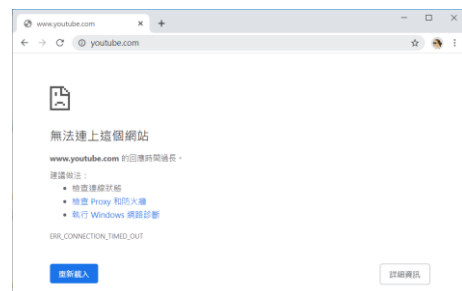 www.youtube.com
youtube.com
無法連上這個網站
www.youtube.com 的回應時間過長。
建議做法：
檢查連線狀態
檢查 Proxy 和防火牆
執行 Windows 網路診斷
ERR_CONNECTION_TIMED_OUT
重新載入
詳細資訊